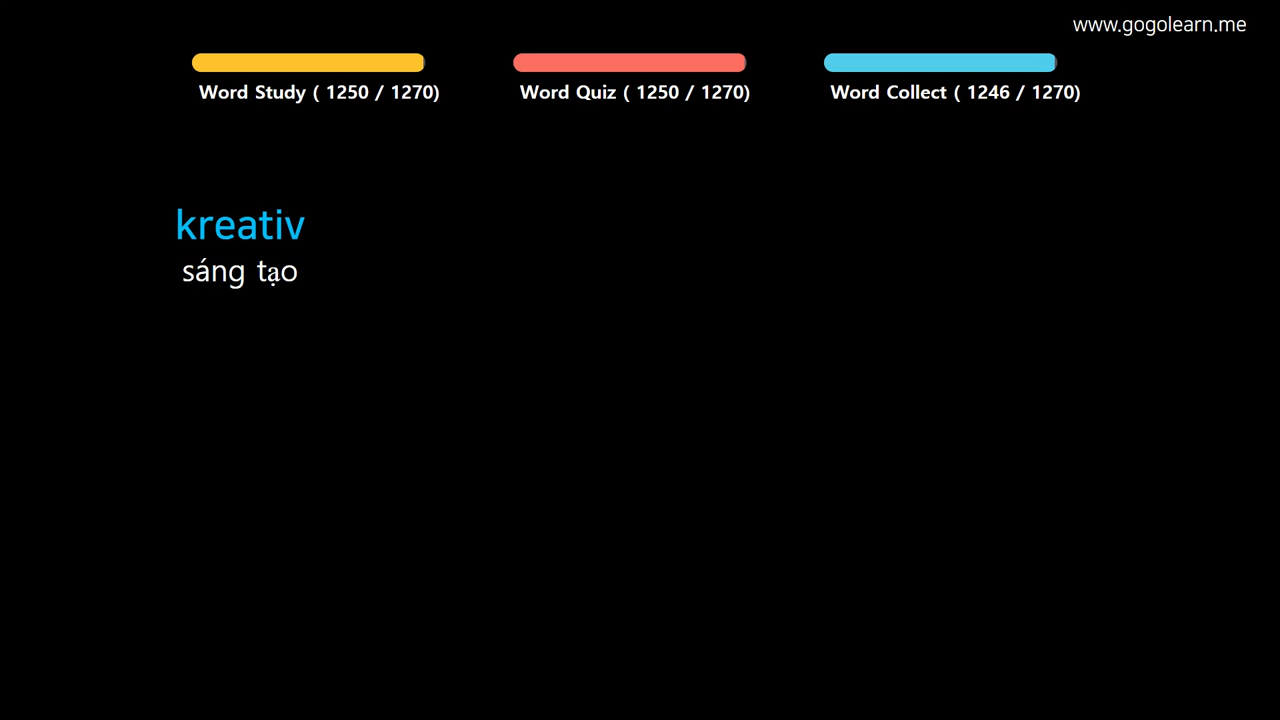 www.gogolearn.me
Word Study ( 1250 / 1270)
Word Quiz ( 1250 / 1270)
Word Collect ( 1246 / 1270)
kreativ
sáng tạo